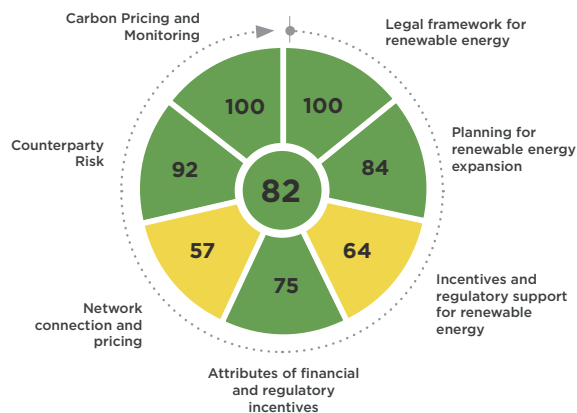 Legal framework for
renewable energy
100
Planning for
renewable energy
expansion
84
Incentives and
regulatory support
for renewable
energy
64
Attributes of financial
and regulatory
incentives
75
Network
connection and
pricing
57
Counterparty
Risk
92
Carbon Pricing and
Monitoring
100
82